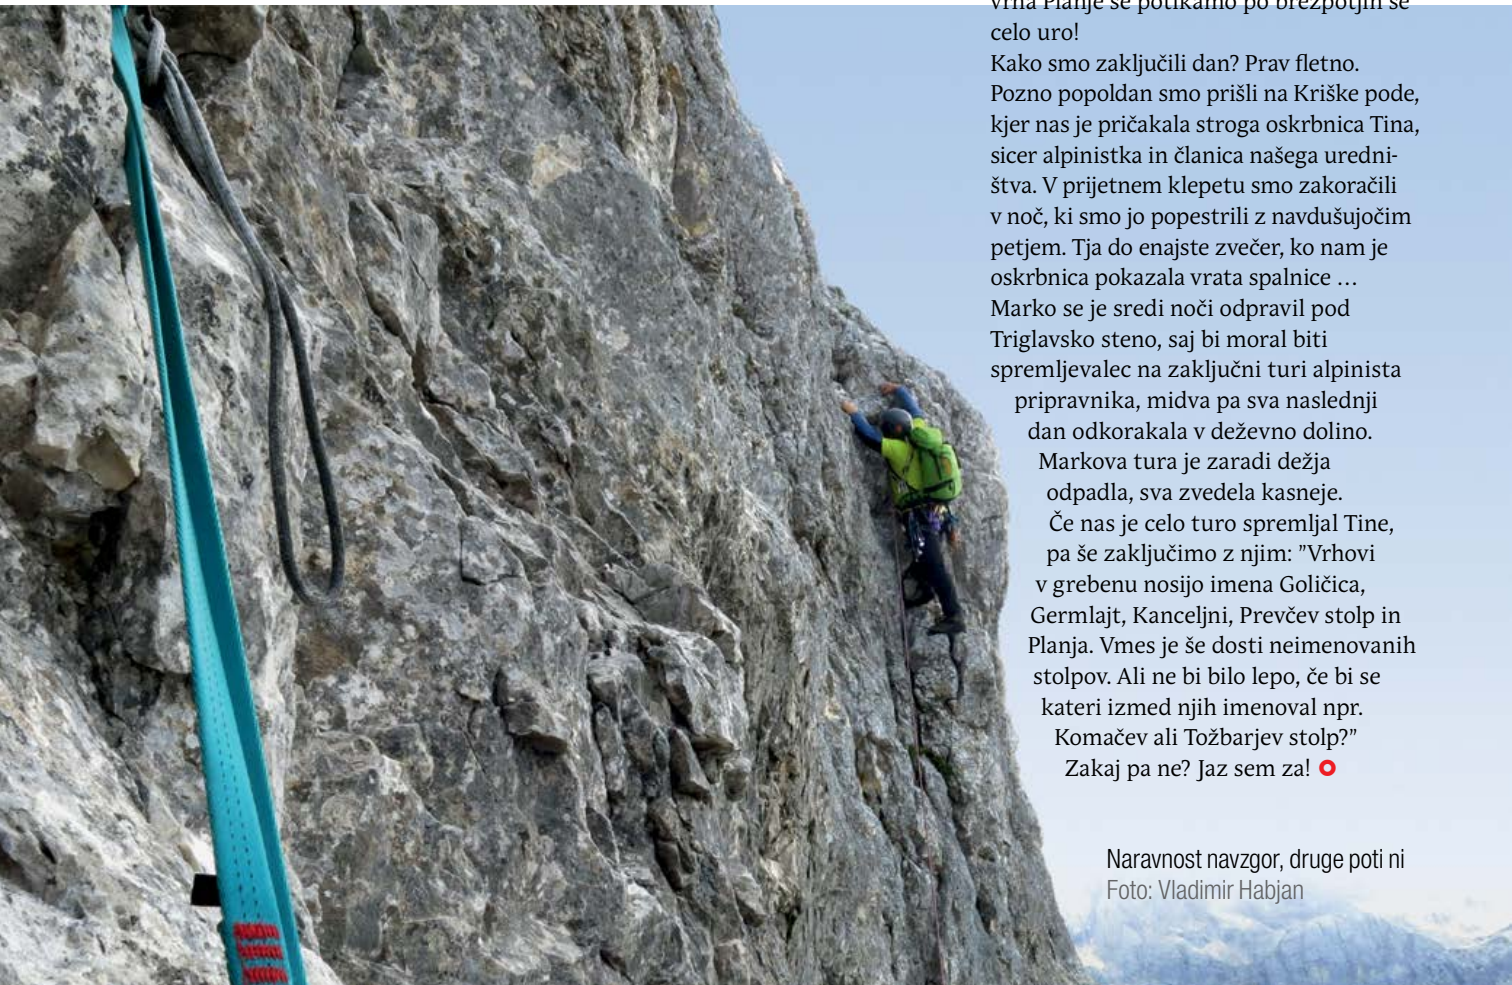 vrha Planje se potikamo po brezpotjih še
celo uro!
Kako smo zaključili dan? Prav fletno.
Pozno popoldan smo prišli na Kriške pode,
kjer nas je pričakala stroga oskrbnica Tina,
sicer alpinistka in članica našega uredni-
štva. V prijetnem klepetu smo zakoračili
v noč, ki smo jo popestrili z navdušujočim
petjem. Tja do enajste zvečer, ko nam je
oskrbnica pokazala vrata spalnice …
Marko se je sredi noči odpravil pod
Triglavsko steno, saj bi moral biti
spremljevalec na zaključni turi alpinista
pripravnika, midva pa sva naslednji
dan odkorakala v deževno dolino.
Markova tura je zaradi dežja
odpadla, sva zvedela kasneje.
Če nas je celo turo spremljal Tine,
pa še zaključimo z njim: ”Vrhovi
v grebenu nosijo imena Goličica,
Germlajt, Kanceljni, Prevčev stolp in
Planja. Vmes je še dosti neimenovanih
stolpov. Ali ne bi bilo lepo, če bi se
kateri izmed njih imenoval npr.
Komačev ali Tožbarjev stolp?”
Zakaj pa ne? Jaz sem za!
Naravnost navzgor, druge poti ni
Foto: Vladimir Habjan